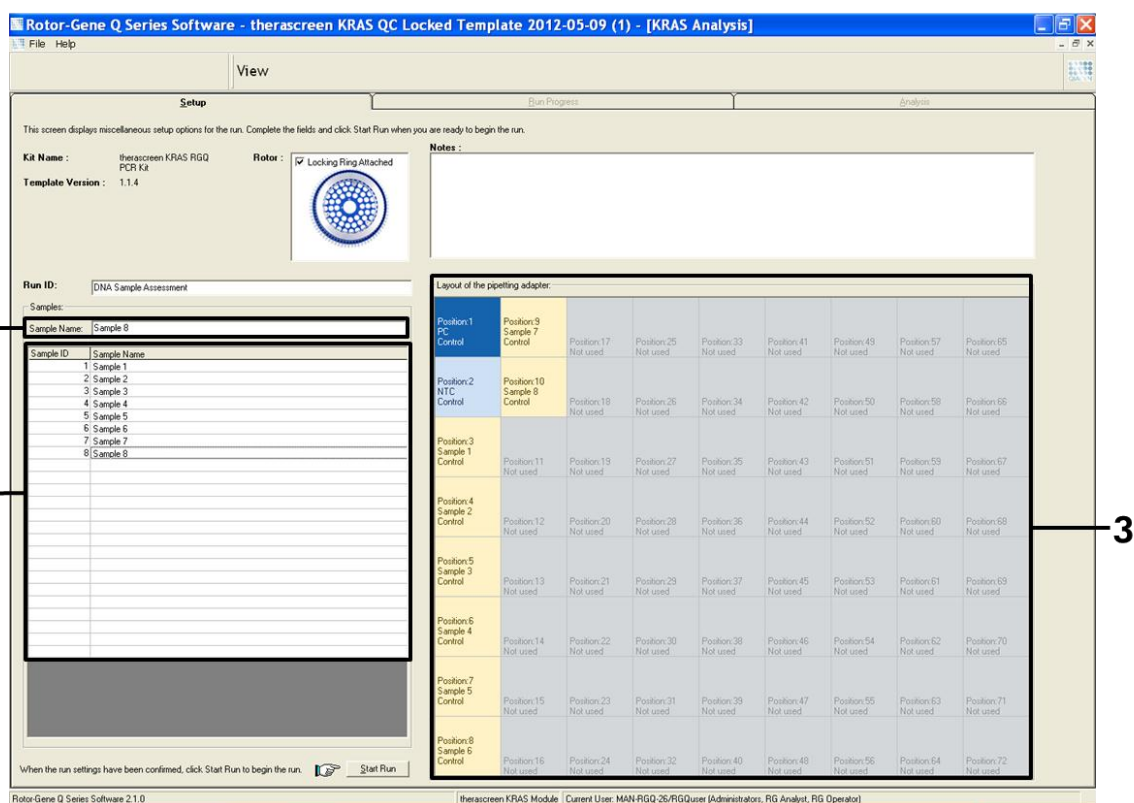 Rotor-Gene Q Series Software - therascreen KRAS QC Locked Template 2012-05-09 (1) - [KRAS Analysis]
File Help
View
Setup
Run Progress
Analysis
This screen displays miscellaneous setup options for the run. Complete the fields and click Start Run when you are ready to begin the run.
Kit Name : therascreen KRAS RGQ
PCR Kit
Template Version : 1.1.4
Rotor :
Locking Ring Attached
Notes :
Run ID: DNA Sample Assessment
Samples:
Sample Name: Sample 8
Sample ID Sample Name
1 Sample 1
2 Sample 2
3 Sample 3
4 Sample 4
5 Sample 5
6 Sample 6
7 Sample 7
8 Sample 8
When the run settings have been confirmed, click Start Run to begin the run.
Start Run
Layout of the pipetting adapter:
Position:1
PC
Control
Position:9
Sample 7
Control
Position:17
Not used
Position:25
Not used
Position:33
Not used
Position:41
Not used
Position:49
Not used
Position:57
Not used
Position:65
Not used
Position:2
NTC
Control
Position:10
Sample 8
Control
Position:18
Not used
Position:26
Not used
Position:34
Not used
Position:42
Not used
Position:50
Not used
Position:58
Not used
Position:66
Not used
Position:3
Sample 1
Control
Position:11
Not used
Position:19
Not used
Position:27
Not used
Position:35
Not used
Position:43
Not used
Position:51
Not used
Position:59
Not used
Position:67
Not used
Position:4
Sample 2
Control
Position:12
Not used
Position:20
Not used
Position:28
Not used
Position:36
Not used
Position:44
Not used
Position:52
Not used
Position:60
Not used
Position:68
Not used
Position:5
Sample 3
Control
Position:13
Not used
Position:21
Not used
Position:29
Not used
Position:37
Not used
Position:45
Not used
Position:53
Not used
Position:61
Not used
Position:69
Not used
Position:6
Sample 4
Control
Position:14
Not used
Position:22
Not used
Position:30
Not used
Position:38
Not used
Position:46
Not used
Position:54
Not used
Position:62
Not used
Position:70
Not used
Position:7
Sample 5
Control
Position:15
Not used
Position:23
Not used
Position:31
Not used
Position:39
Not used
Position:47
Not used
Position:55
Not used
Position:63
Not used
Position:71
Not used
Position:8
Sample 6
Control
Position:16
Not used
Position:24
Not used
Position:32
Not used
Position:40
Not used
Position:48
Not used
Position:56
Not used
Position:64
Not used
Position:72
Not used
3
Rotor-Gene Q Series Software 2.1.0
therascreen KRAS Module
Current User: MAN-RGQ-26/RGQuser (Administrators, RG Analyst, RG Operator)